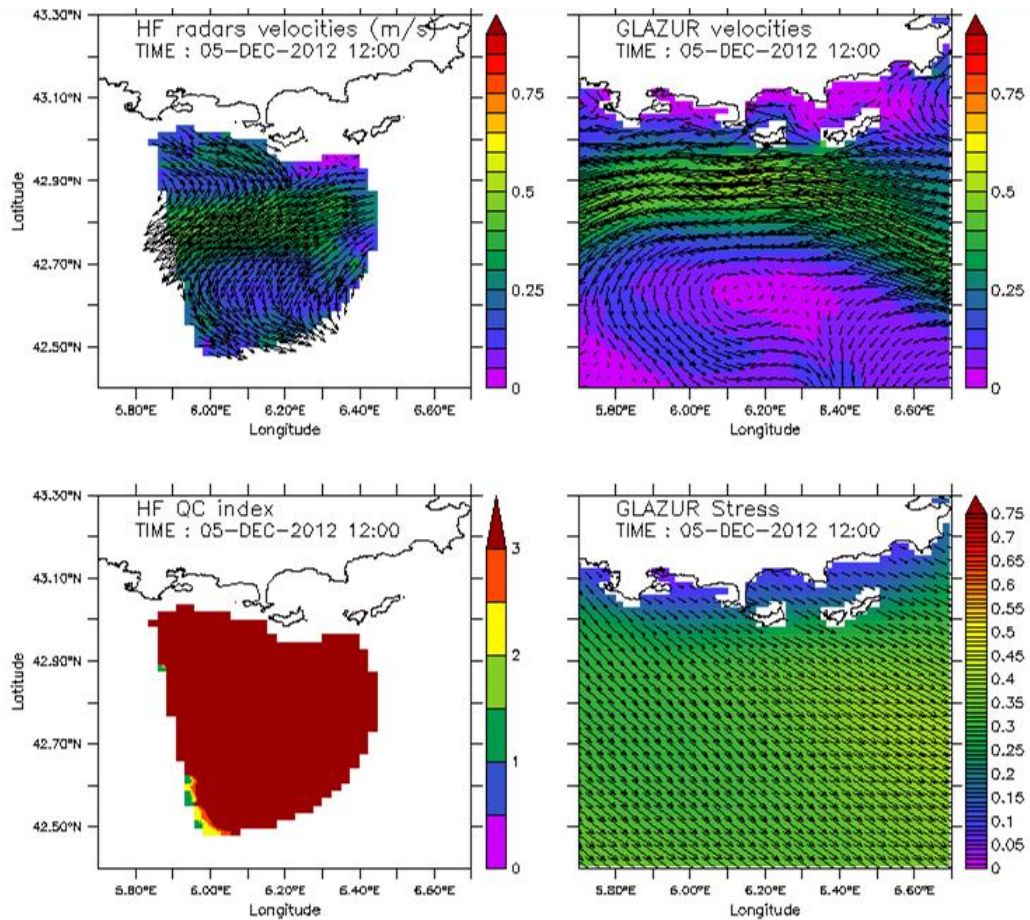 HF radars velocities (m/s)
TIME : 05-DEC-2012 12:00
43.30°N
43.10°N
42.90°N
42.70°N
42.50°N
Latitude
5.80°E 6.00°E 6.20°E 6.40°E 6.60°E
Longitude
0.75
0.5
0.25
0
GLAZUR velocities
TIME : 05-DEC-2012 12:00
5.80°E 6.00°E 6.20°E 6.40°E 6.60°E
Longitude
0.75
0.5
0.25
0
HF QC index
TIME : 05-DEC-2012 12:00
43.30°N
43.10°N
42.90°N
42.70°N
42.50°N
Latitude
5.80°E 6.00°E 6.20°E 6.40°E 6.60°E
Longitude
3
2
1
0
GLAZUR Stress
TIME : 05-DEC-2012 12:00
5.80°E 6.00°E 6.20°E 6.40°E 6.60°E
Longitude
0.75
0.7
0.65
0.6
0.55
0.5
0.45
0.4
0.35
0.3
0.25
0.2
0.15
0.1
0.05
0